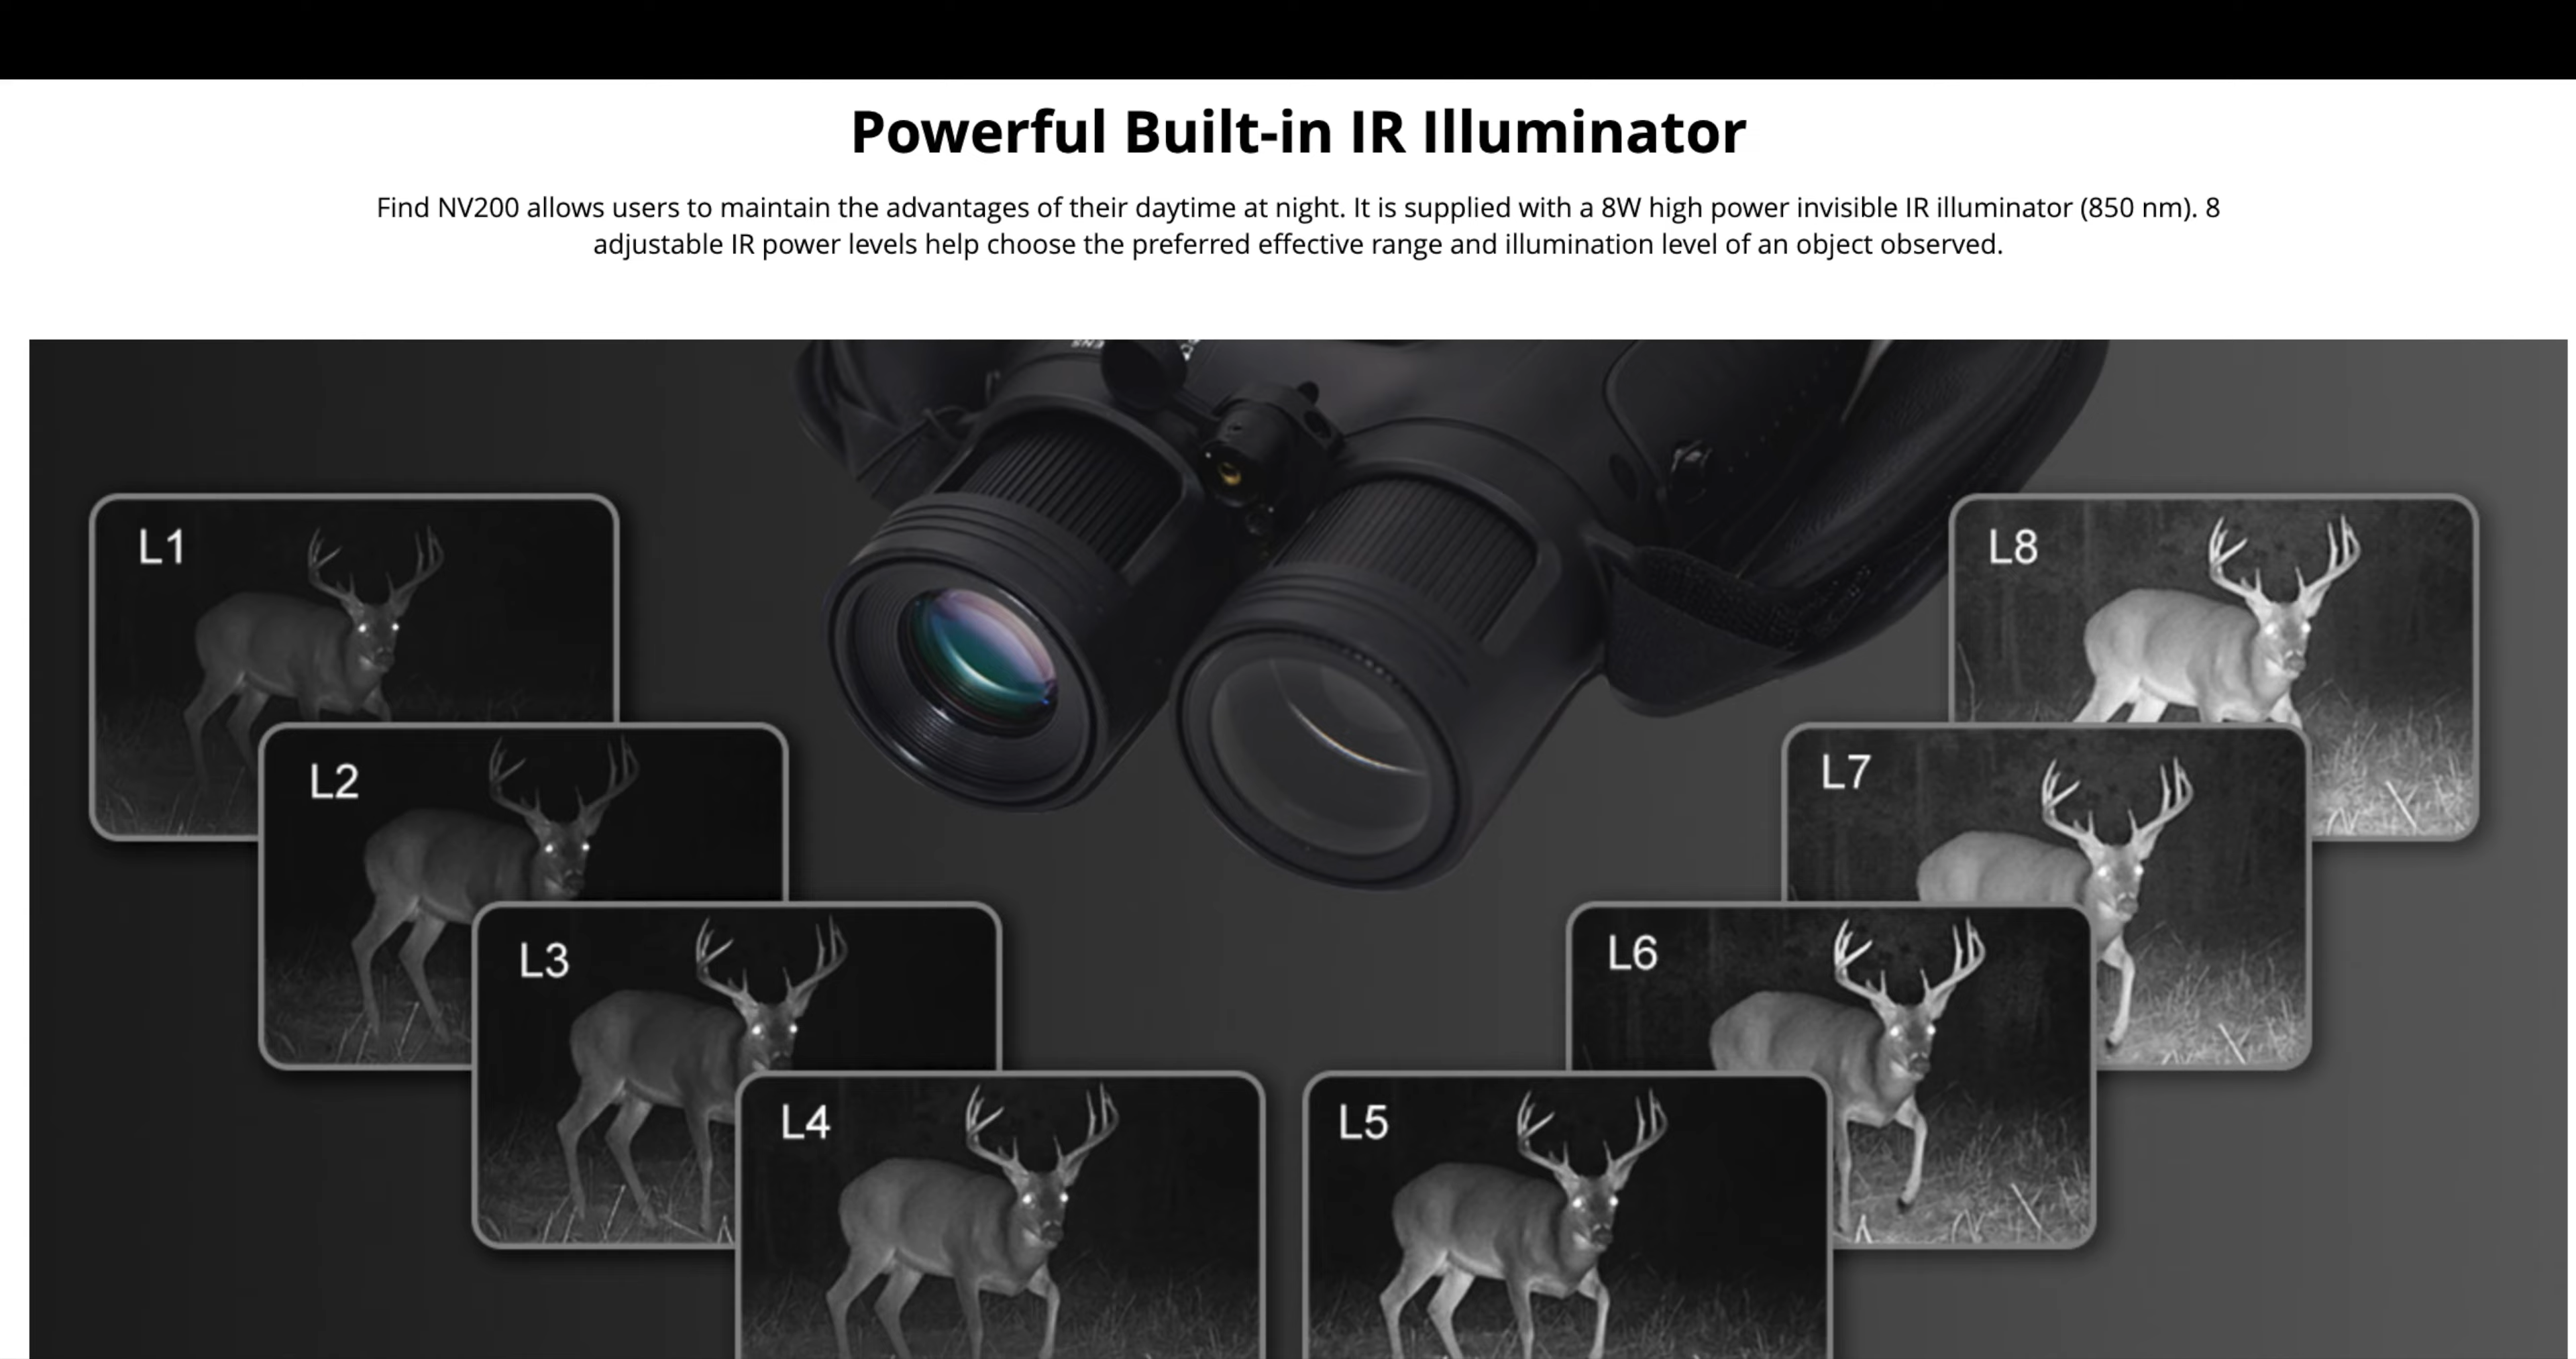 Powerful Built-in IR Illuminator
Find NV200 allows users to maintain the advantages of their daytime at night. It is supplied with a 8W high power invisible IR illuminator (850 nm). 8
adjustable IR power levels help choose the preferred effective range and illumination level of an object observed.
L1
L2
L3
L4
L5
L6
L7
L8